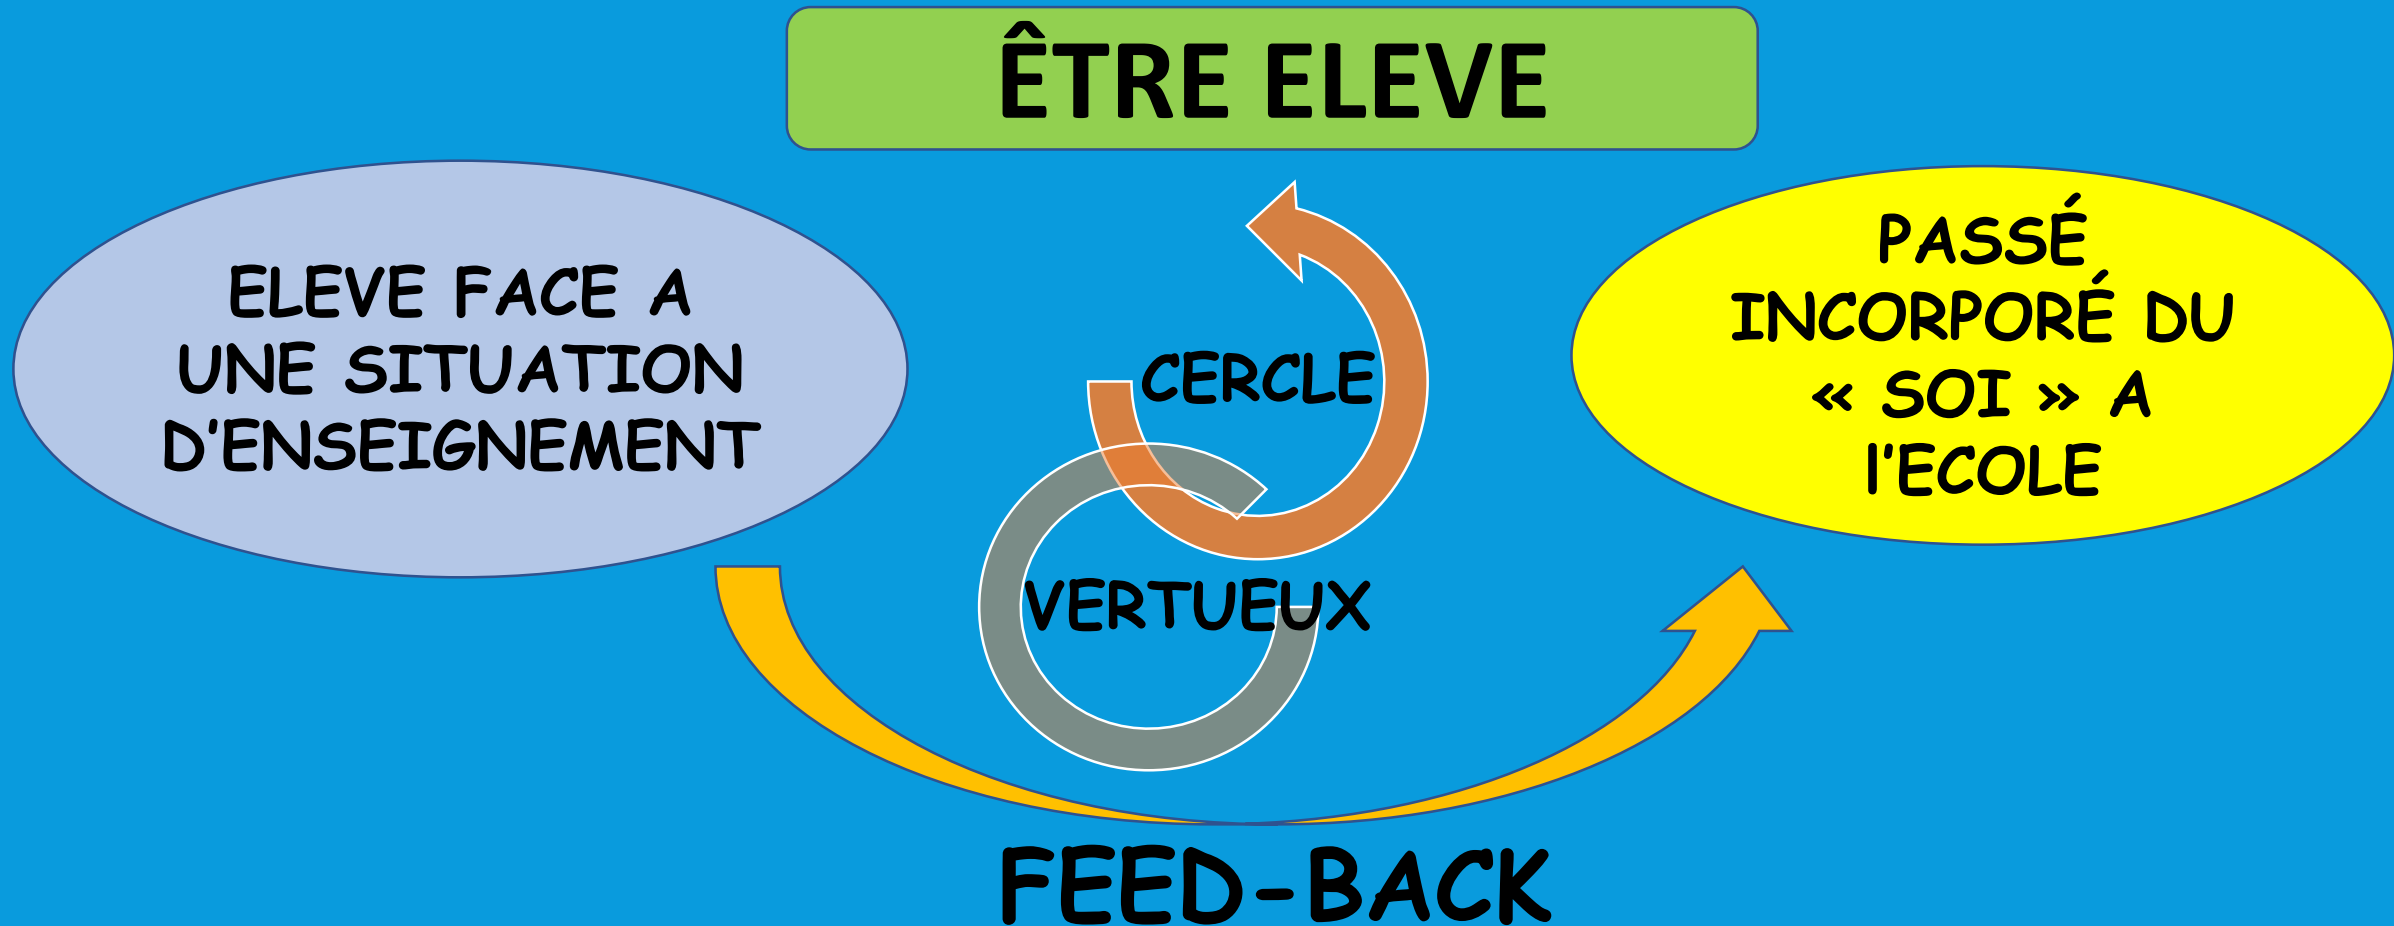 ÊTRE ELEVE
ELEVE FACE A
UNE SITUATION
D'ENSEIGNEMENT
CERCLE
VERTUEUX
PASSÉ
INCORPORÉ DU
« SOI » A
l'ECOLE
FEED-BACK